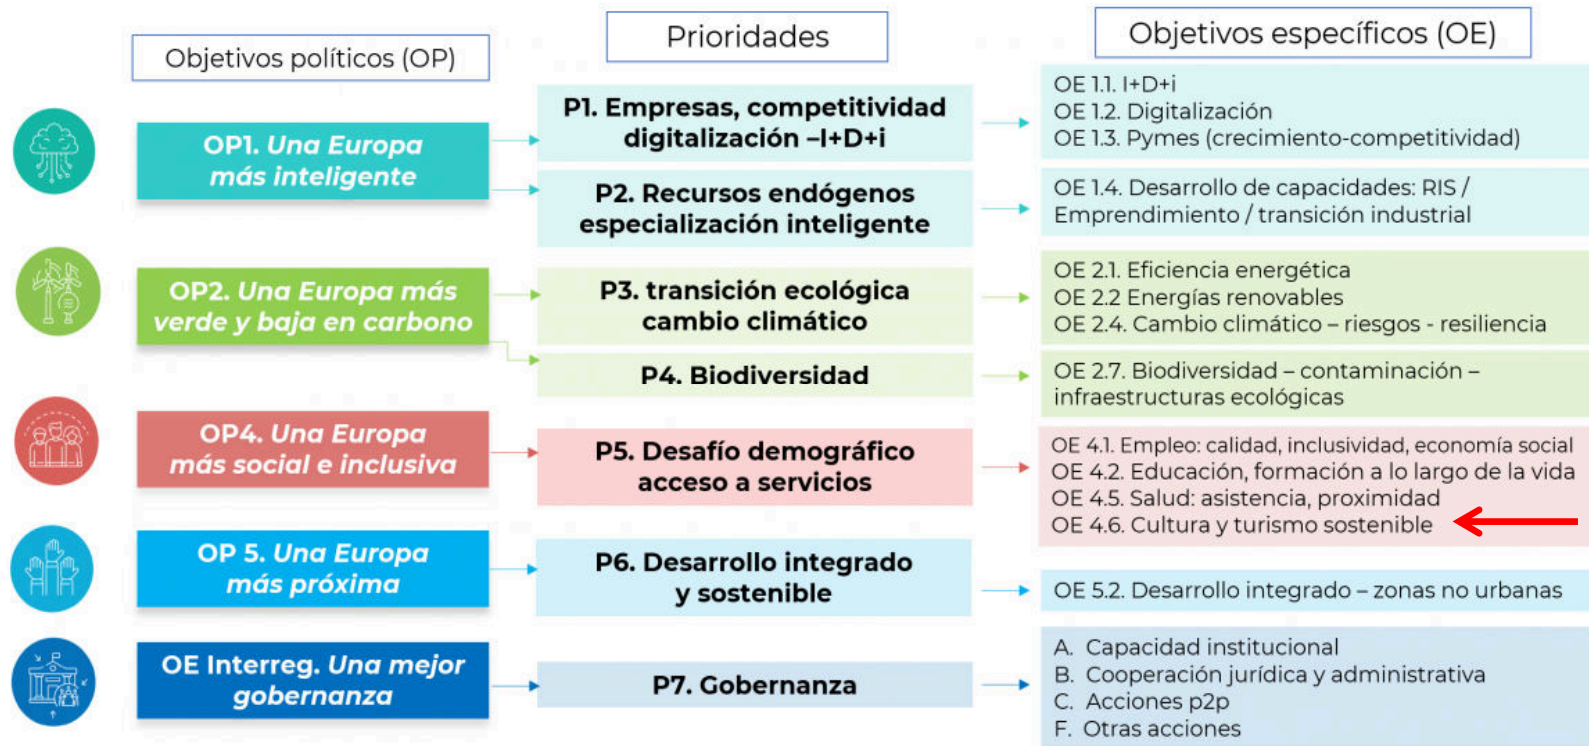 Objetivos políticos (OP)
Prioridades
Objetivos específicos (OE)
OP1. Una Europa
más inteligente
P1. Empresas, competitividad
digitalización –I+D+i
OE 1.1. I+D+i
OE 1.2. Digitalización
OE 1.3. Pymes (crecimiento-competitividad)
P2. Recursos endógenos
especialización inteligente
OE 1.4. Desarrollo de capacidades: RIS /
Emprendimiento / transición industrial
OP2. Una Europa más
verde y baja en carbono
P3. transición ecológica
cambio climático
OE 2.1. Eficiencia energética
OE 2.2 Energías renovables
OE 2.4. Cambio climático – riesgos - resiliencia
P4. Biodiversidad
OE 2.7. Biodiversidad – contaminación –
infraestructuras ecológicas
OP4. Una Europa
más social e inclusiva
P5. Desafío demográfico
acceso a servicios
OE 4.1. Empleo: calidad, inclusividad, economía social
OE 4.2. Educación, formación a lo largo de la vida
OE 4.5. Salud: asistencia, proximidad
OE 4.6. Cultura y turismo sostenible
OP 5. Una Europa
más próxima
P6. Desarrollo integrado
y sostenible
OE 5.2. Desarrollo integrado – zonas no urbanas
OE Interreg. Una mejor
gobernanza
P7. Gobernanza
A. Capacidad institucional
B. Cooperación jurídica y administrativa
C. Acciones p2p
F. Otras acciones